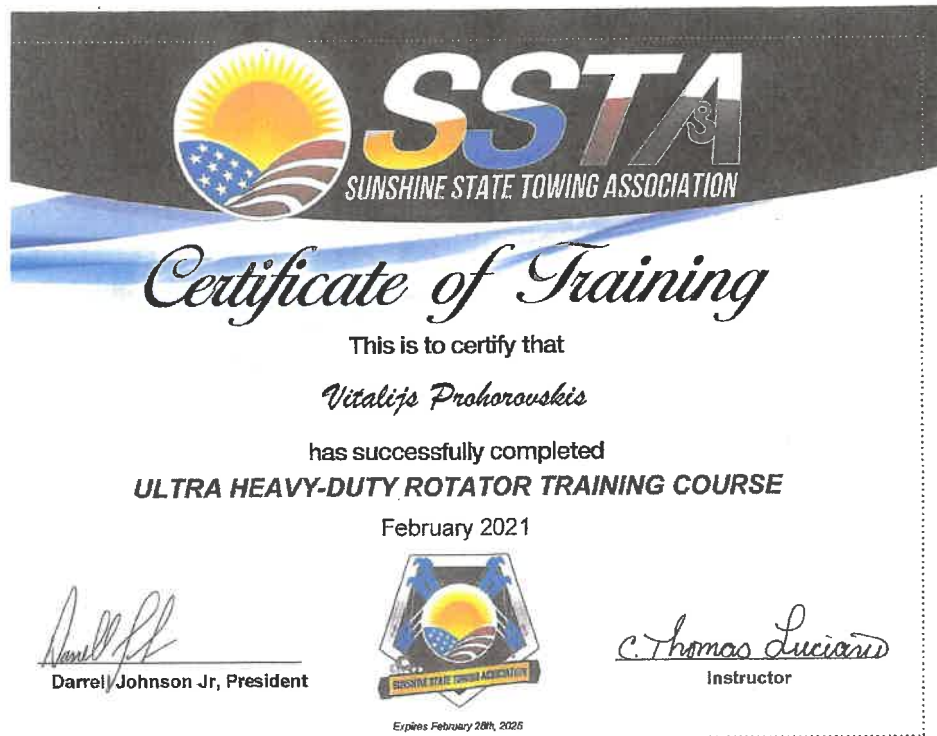 SSTA
SUNSHINE STATE TOWING ASSOCIATION
Certificate of Training
This is to certify that
Vitalijs Prohorovskis
has successfully completed
ULTRA HEAVY-DUTY ROTATOR TRAINING COURSE
February 2021
C. Thomas Luciano
Darrell Johnson Jr, President
SUNSHINE STATE TOWING ASSOCIATION
Instructor
Expires February 28th, 2026